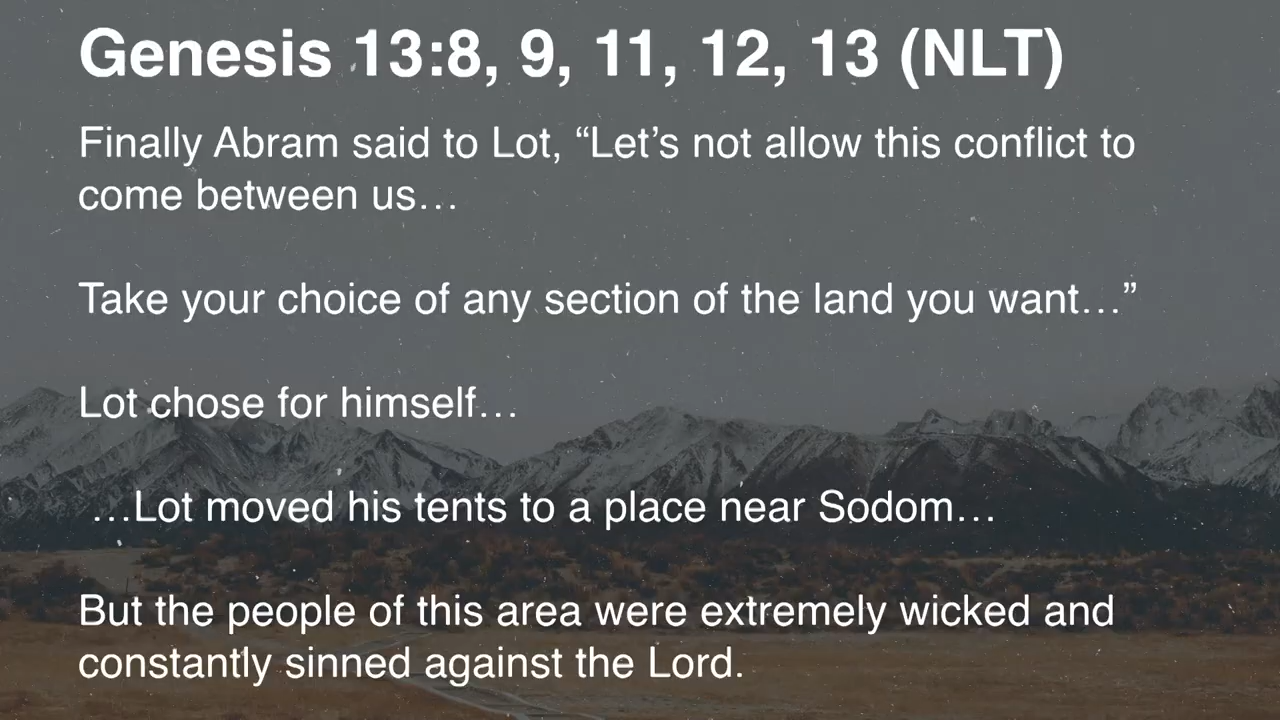 Genesis 13:8, 9, 11, 12, 13 (NLT)
Finally Abram said to Lot, “Let’s not allow this conflict to
come between us…
Take your choice of any section of the land you want…”
Lot chose for himself…
…Lot moved his tents to a place near Sodom…
But the people of this area were extremely wicked and
constantly sinned against the Lord.